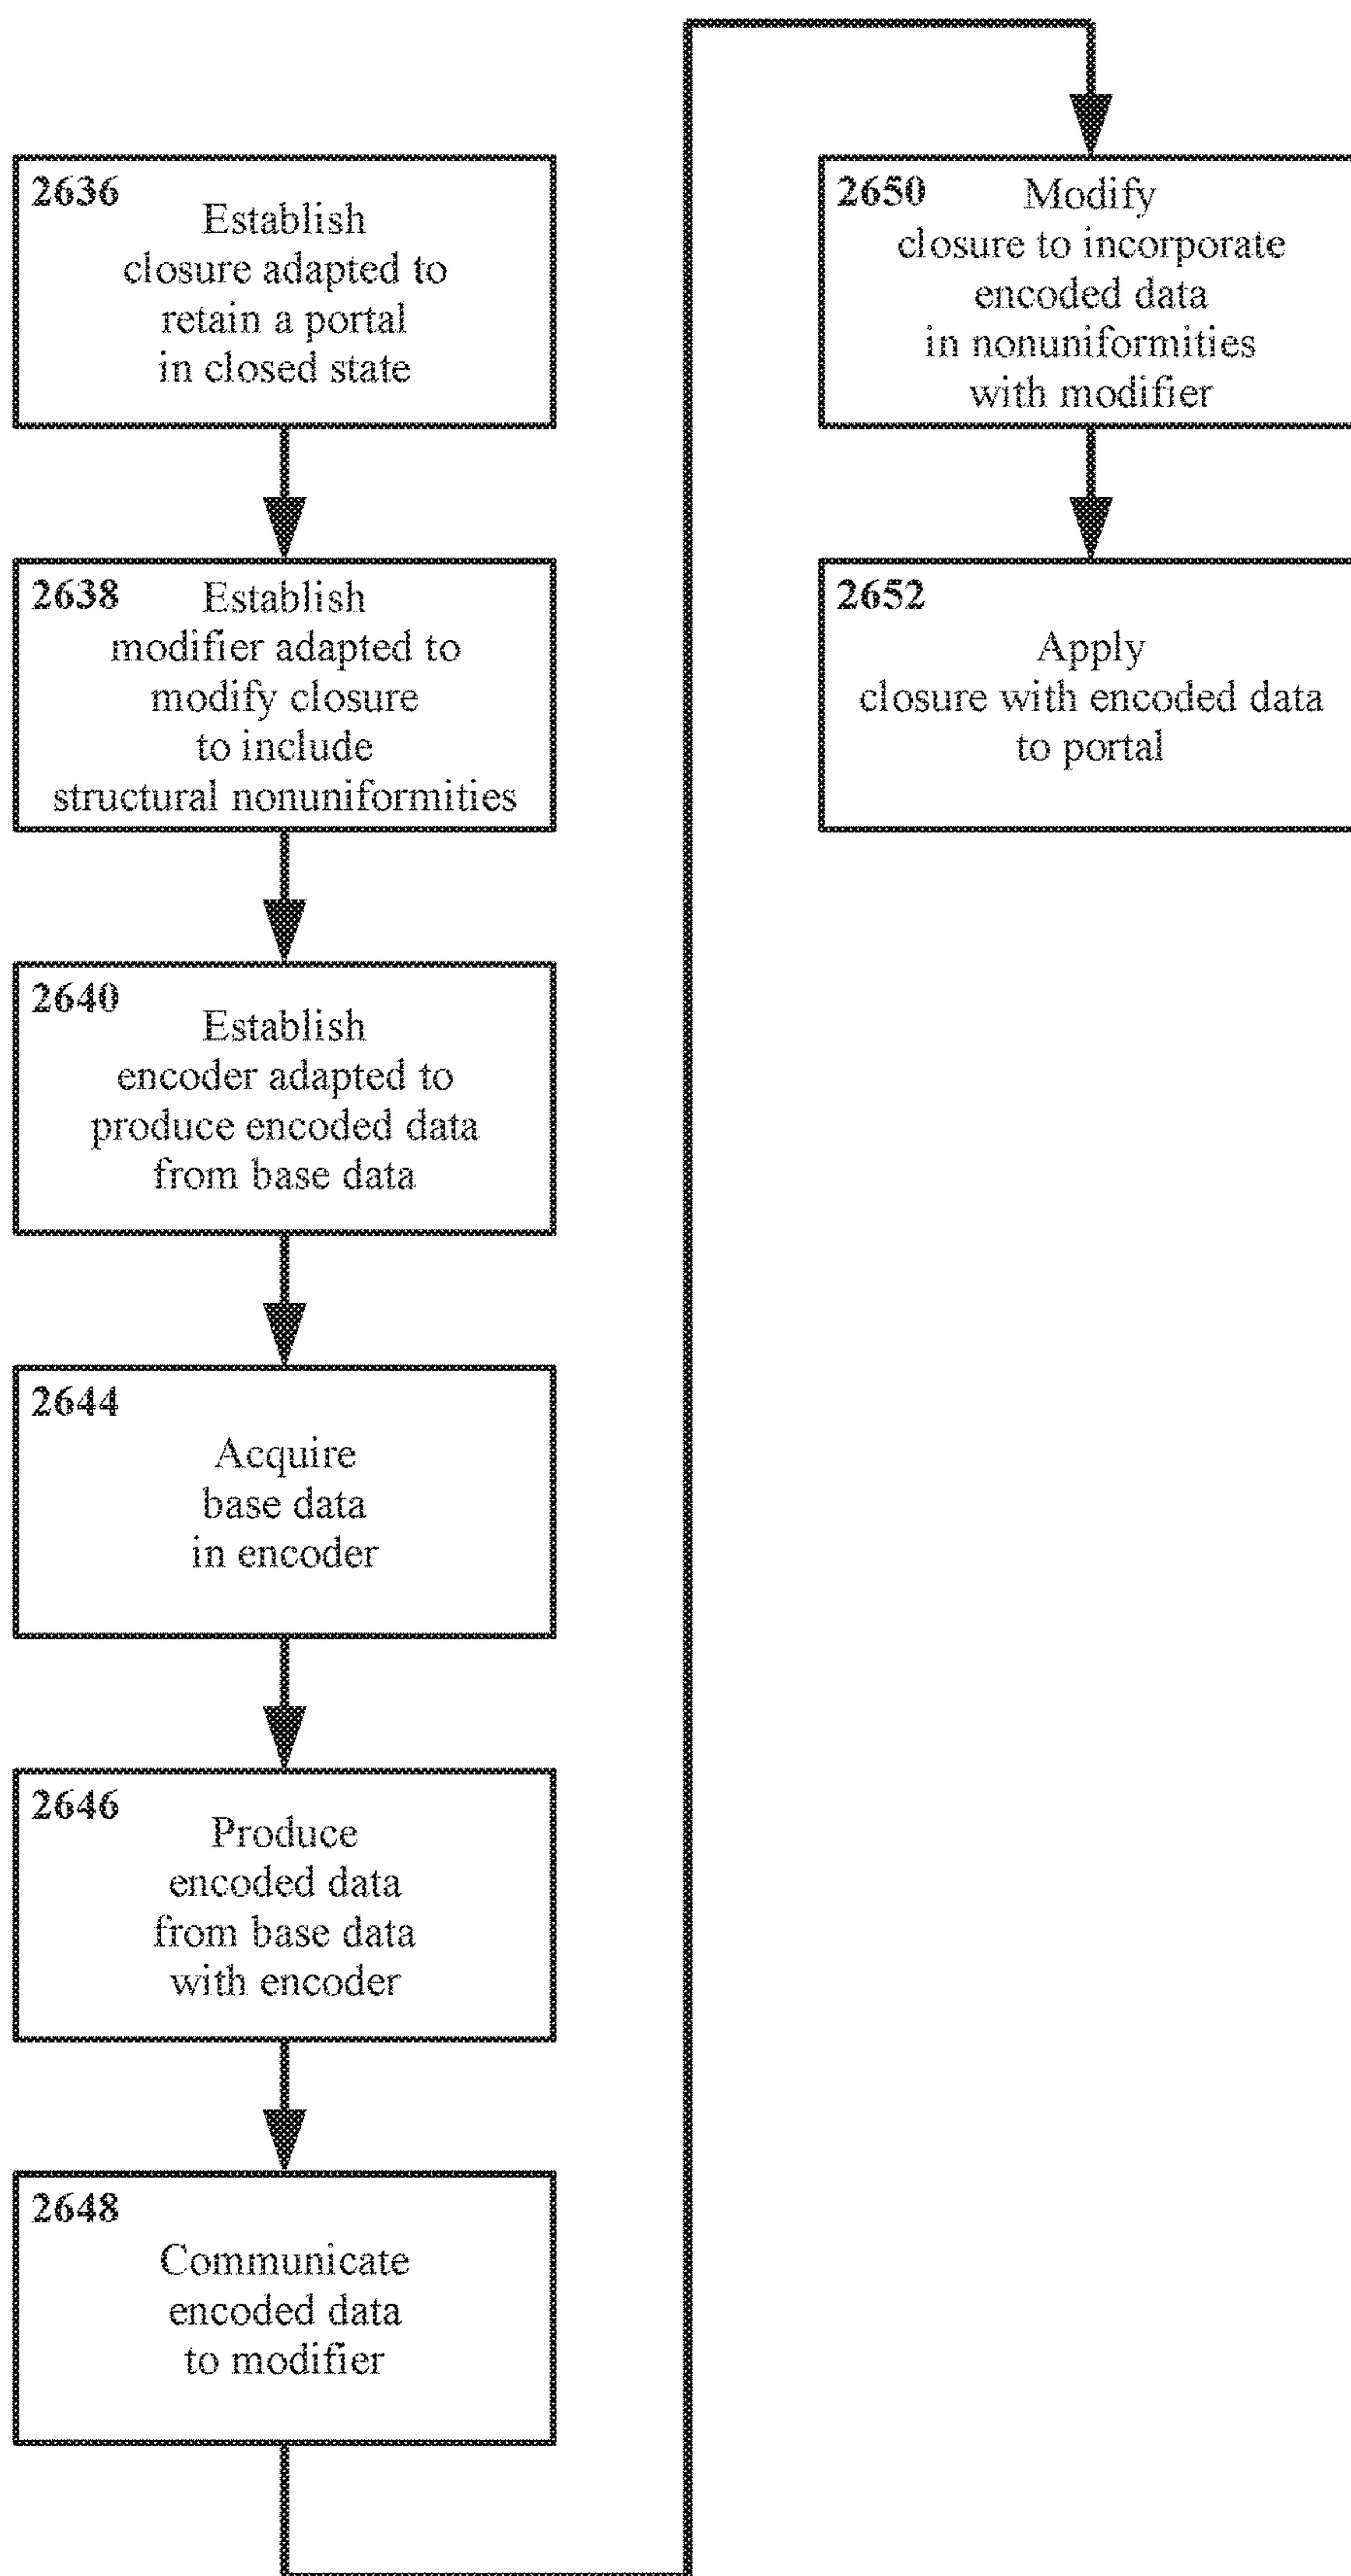 2636
Establish
closure adapted to
retain a portal
in closed state
2638 Establish
modifier adapted to
modify closure
to include
structural nonuniformities
2640
Establish
encoder adapted to
produce encoded data
from base data
2644
Acquire
base data
in encoder
2646
Produce
encoded data
from base data
with encoder
2648
Communicate
encoded data
to modifier
2650 Modify
closure to incorporate
encoded data
in nonuniformities
with modifier
2652
Apply
closure with encoded data
to portal